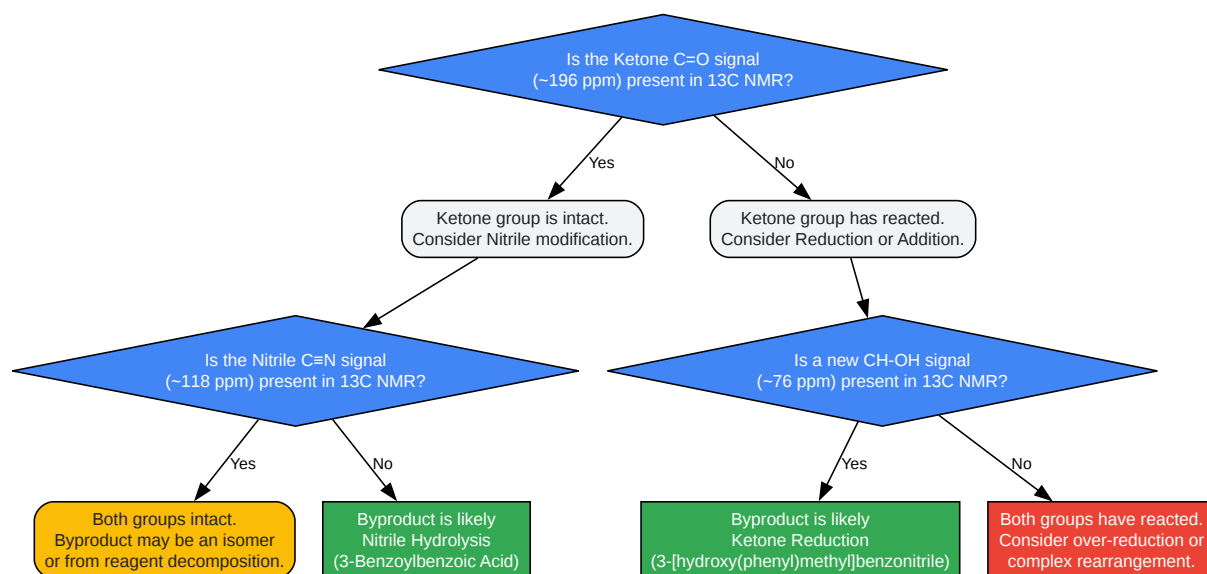 Is the Ketone C=O signal
(~196 ppm) present in 13C NMR?
Yes
No
Ketone group is intact.
Consider Nitrile modification.
Ketone group has reacted.
Consider Reduction or Addition.
Is the Nitrile C≡N signal
(~118 ppm) present in 13C NMR?
Is a new CH-OH signal
(~76 ppm) present in 13C NMR?
Yes
No
Yes
No
Both groups intact.
Byproduct may be an isomer
or from reagent decomposition.
Byproduct is likely
Nitrile Hydrolysis
(3-Benzoylbenzoic Acid)
Byproduct is likely
Ketone Reduction
(3-[hydroxy(phenyl)methyl]benzonitrile)
Both groups have reacted.
Consider over-reduction or
complex rearrangement.